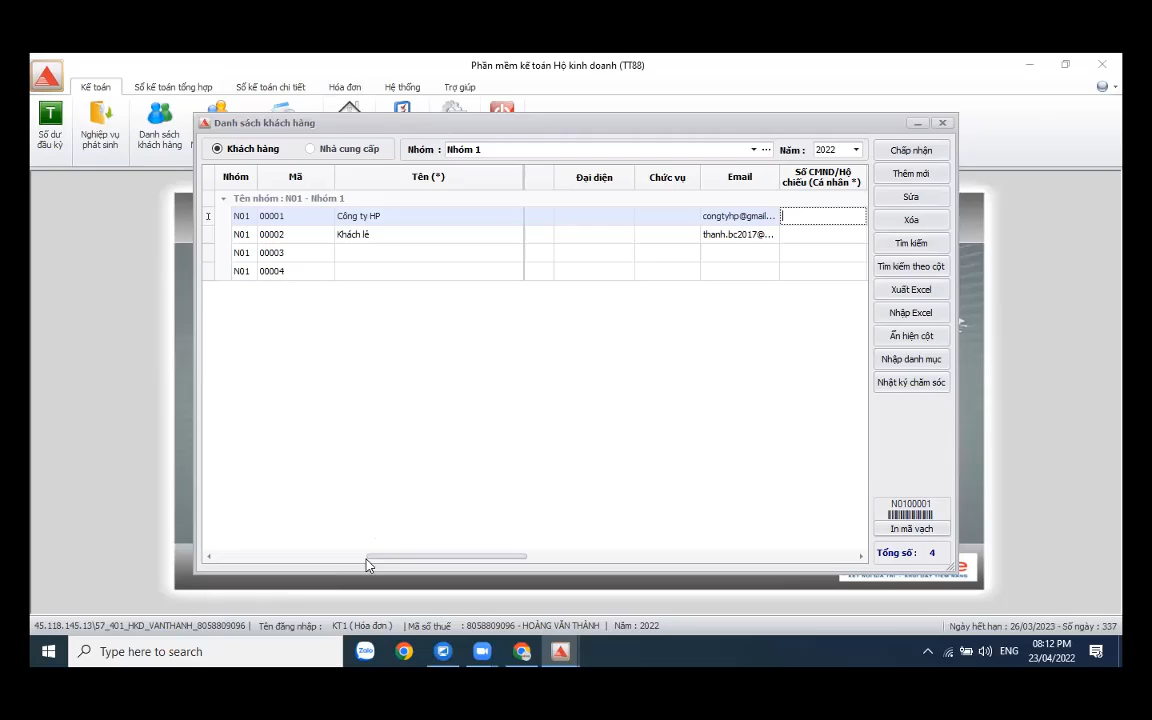 Phần mềm kế toán Hộ kinh doanh (TT88)
Kế toán
Sổ kế toán tổng hợp
Sổ kế toán chi tiết
Hóa đơn
Hệ thống
Trợ giúp
T
Số dư đầu kỳ
Nghiệp vụ phát sinh
Danh sách khách hàng
Danh sách khách hàng
Khách hàng
Nhà cung cấp
Nhóm :
Nhóm 1
Năm :
2022
Nhóm
Mã
Tên (*)
Đại diện
Chức vụ
Email
Số CMND/Hộ chiếu (Cá nhân *)
Tên nhóm : N01 - Nhóm 1
N01 00001 Công ty HP congtyhp@gmail...
N01 00002 Khách lẻ thanh.bc2017@...
N01 00003
N01 00004
Chấp nhận
Thêm mới
Sửa
Xóa
Tìm kiếm
Tìm kiếm theo cột
Xuất Excel
Nhập Excel
Ẩn hiện cột
Nhập danh mục
Nhật ký chăm sóc
N0100001
In mã vạch
Tổng số : 4
45.118.145.13\57_401_HKD_VANTHANH_8058809096
Tên đăng nhập : KT1 ( Hóa đơn )
Mã số thuế : 8058809096 - HOÀNG VĂN THÀNH
Năm : 2022
Ngày hết hạn : 26/03/2023 - Số ngày : 337
Type here to search
Zalo
ENG
08:12 PM
23/04/2022